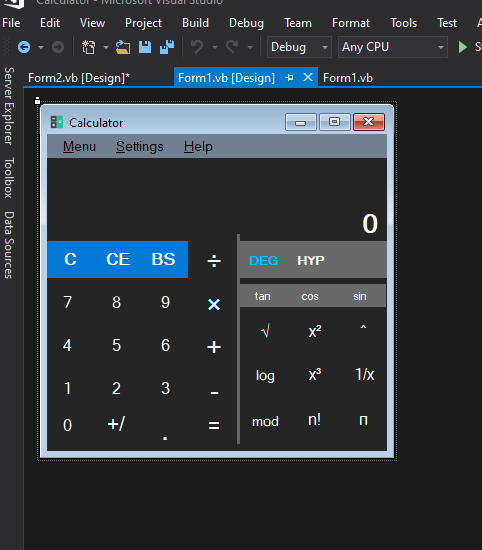 Calculator - Microsoft Visual Studio
File Edit View Project Build Debug Team Format Tools Test
Debug Any CPU S
Form2.vb [Design]* Form1.vb [Design] Form1.vb
Server Explorer
Toolbox
Data Sources
Calculator
Menu Settings Help
0
C CE BS ÷ DEG HYP
7 8 9 × tan cos sin
4 5 6 + √ x² ^
1 2 3 - log x³ 1/x
0 +/ . = mod n! п